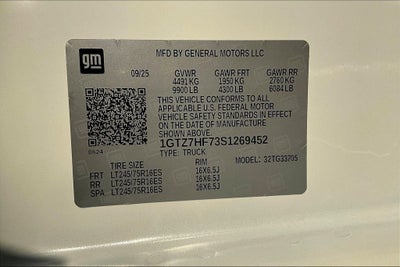 gm
MFD BY GENERAL MOTORS LLC
09/25 GVWR GAWR FRT GAWR RR
4491 KG 1950 KG 2760 KG
9900 LB 4300 LB 6084 LB
THIS VEHICLE CONFORMS TO ALL
APPLICABLE U.S. FEDERAL MOTOR
VEHICLE SAFETY STANDARDS IN EFFECT
ON THE DATE OF MANUFACTURE
SHOWN ABOVE.
1GTZ7HF73S1269452
TYPE: TRUCK
TIRE SIZE RIM MODEL: 32TG33705
FRT LT245/75R16ES 16X6.5J
RR LT245/75R16ES 16X6.5J
SPA LT245/75R16ES 16X6.5J